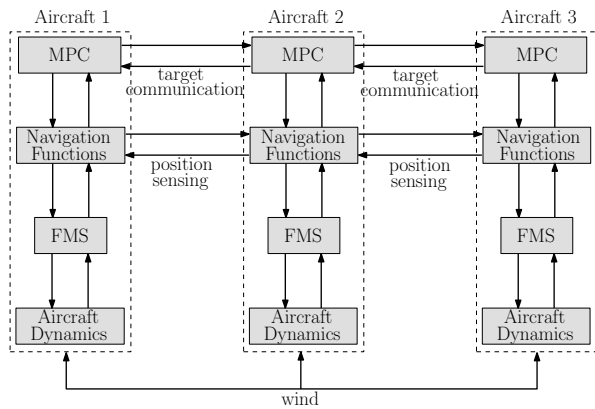 Aircraft 1
Aircraft 2
Aircraft 3
MPC
MPC
MPC
target
communication
target
communication
Navigation
Functions
Navigation
Functions
Navigation
Functions
position
sensing
position
sensing
FMS
FMS
FMS
Aircraft
Dynamics
Aircraft
Dynamics
Aircraft
Dynamics
wind